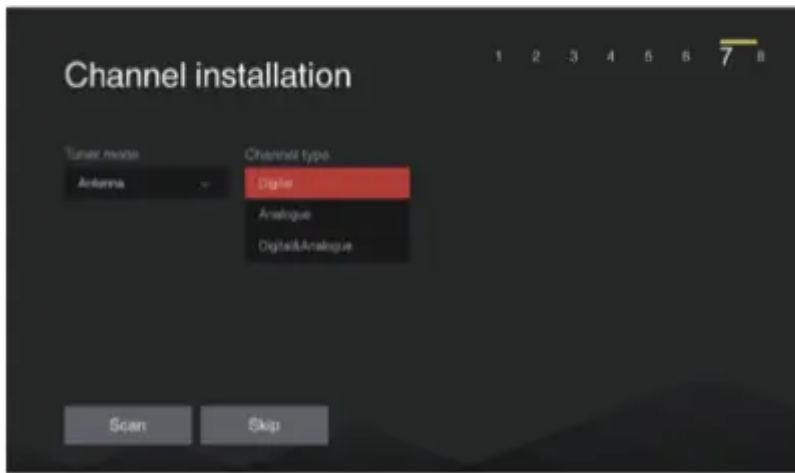 Channel installation
1 2 3 4 5 6 7 8
Tuner mode
Channel type
Antenna
Digital
Analogue
Digital&Analogue
Scan
Skip